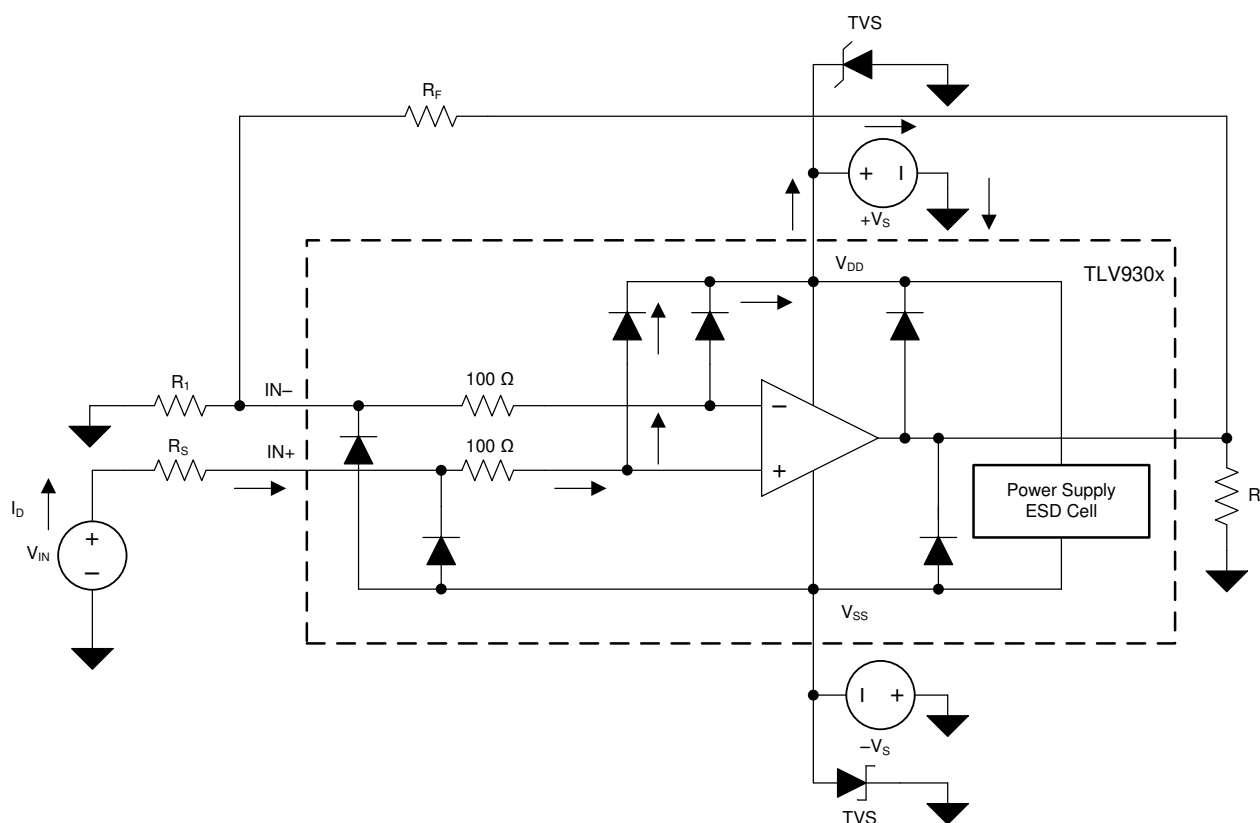 TVS
R_F
+ I
+V_S
V_DD
TLV930x
R_1
IN–
100 Ω
–
R_S
IN+
100 Ω
+
I_D
V_IN
+
–
Power Supply
ESD Cell
R
V_SS
I +
–V_S
TVS